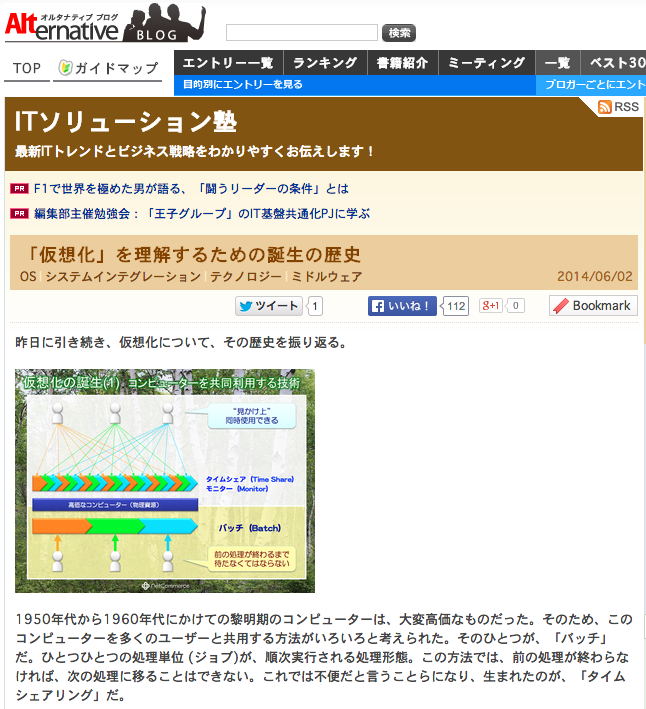 Alternative オルタナティブ ブログ
BLOG
検索
TOP
ガイドマップ
エントリー一覧
ランキング
書籍紹介
ミーティング
一覧
ベスト30
目的別にエントリーを見る
ブロガーごとにエント
RSS
ITソリューション塾
最新ITトレンドとビジネス戦略をわかりやすくお伝えします！
PR F1で世界を極めた男が語る、「闘うリーダーの条件」とは
PR 編集部主催勉強会：「王子グループ」のIT基盤共通化PJに学ぶ
「仮想化」を理解するための誕生の歴史
OS | システムインテグレーション | テクノロジー | ミドルウェア 2014/06/02
ツイート 1 いいね！ 112 g+1 0 Bookmark
昨日に引き続き、仮想化について、その歴史を振り返る。
仮想化の誕生(1) コンピューターを共同利用する技術
“見かけ上”
同時使用できる
タイムシェア (Time Share)
モニター (Monitor)
高価なコンピューター（物理資源）
バッチ (Batch)
前の処理が終わるまで
待たなくてはならない
NetCommerce
1950年代から1960年代にかけての黎明期のコンピューターは、大変高価なものだった。そのため、この
コンピューターを多くのユーザーと共用する方法がいろいろと考えられた。そのひとつが、「バッチ」
だ。ひとつひとつの処理単位 (ジョブ)が、順次実行される処理形態。この方法では、前の処理が終わらな
ければ、次の処理に移ることはできない。これでは不便だと言うことらになり、生まれたのが、「タイム
シェアリング」だ。